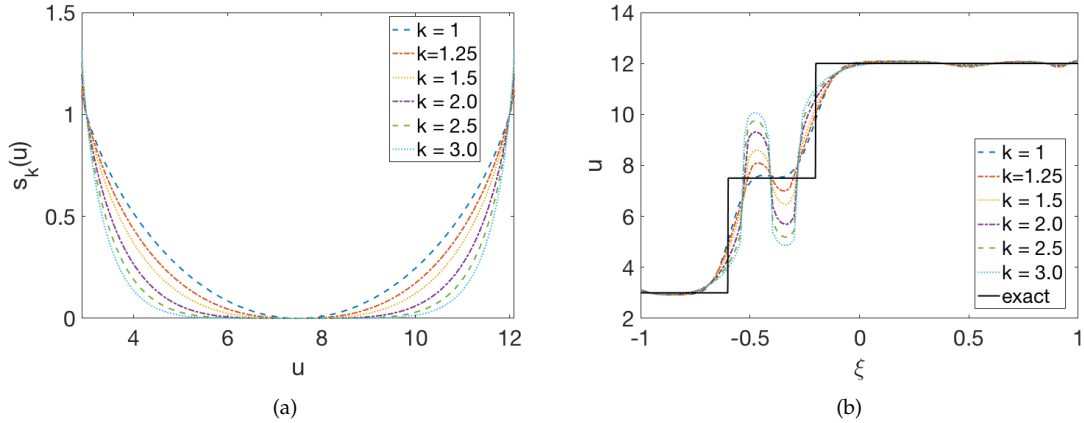 1.5
1
0.5
0
s_k(u)
4
6
8
10
12
u
k = 1
k=1.25
k = 1.5
k = 2.0
k = 2.5
k = 3.0
(a)
14
12
10
8
6
4
2
u
-1
-0.5
0
0.5
1
ξ
k = 1
k=1.25
k = 1.5
k = 2.0
k = 2.5
k = 3.0
exact
(b)